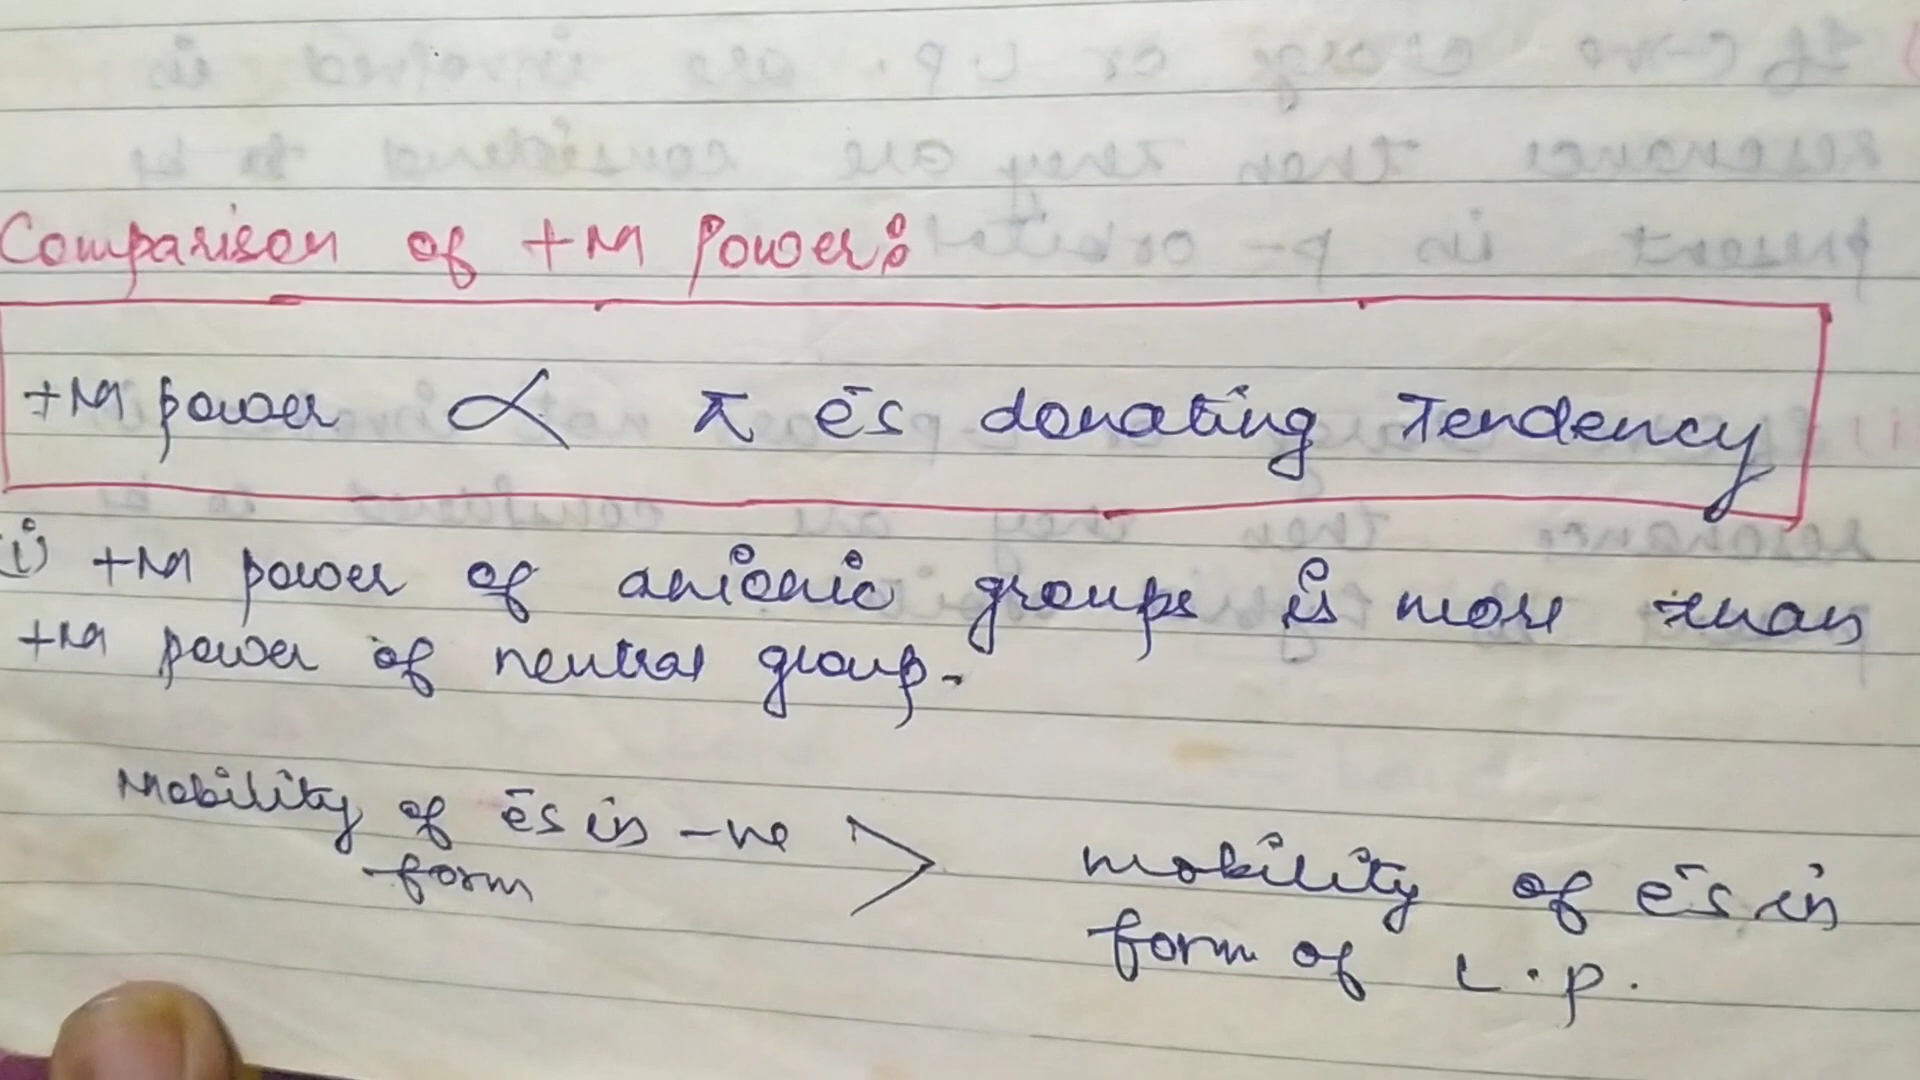 Comparison of +M Power:
+M power ∝ π ēs donating Tendency
i) +M power of anionic groups is more than
+M power of neutral group.
Mobility of ēs in -ve > mobility of ēs in
form form of L.P.